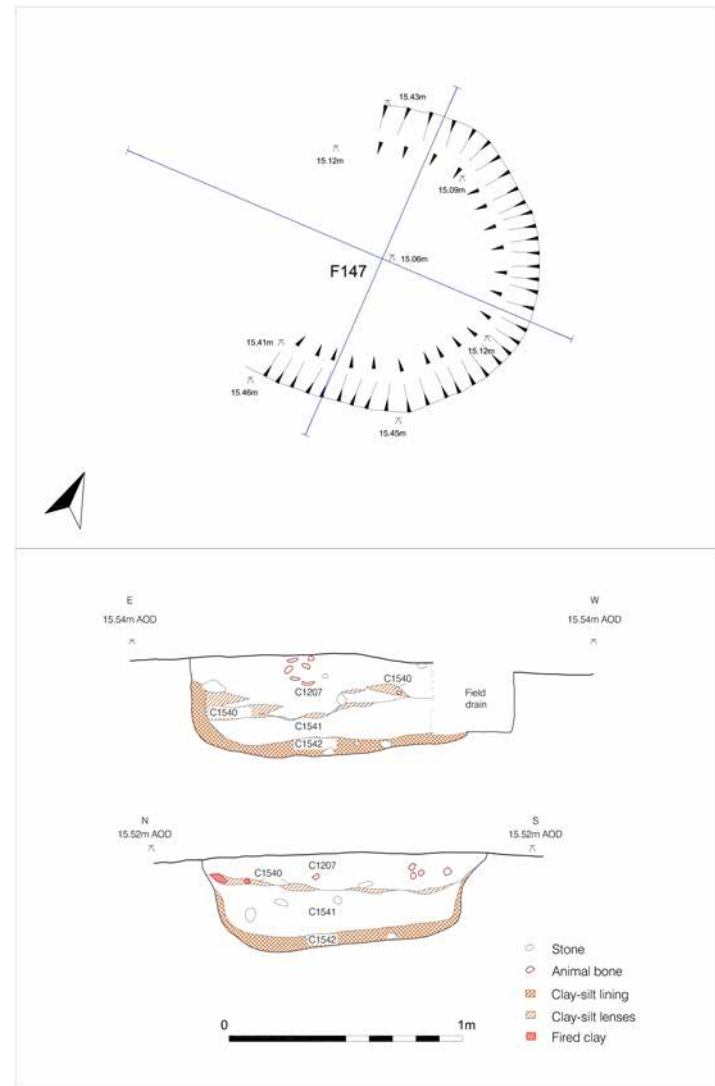 15.43m
15.12m
15.09m
F147
15.06m
15.41m
15.12m
15.46m
15.45m
E
15.54m AOD
W
15.54m AOD
C1207
C1540
C1540
C1541
C1542
Field
drain
N
15.52m AOD
S
15.52m AOD
C1207
C1540
C1541
C1542
Stone
Animal bone
Clay-silt lining
Clay-silt lenses
Fired clay
0
1m